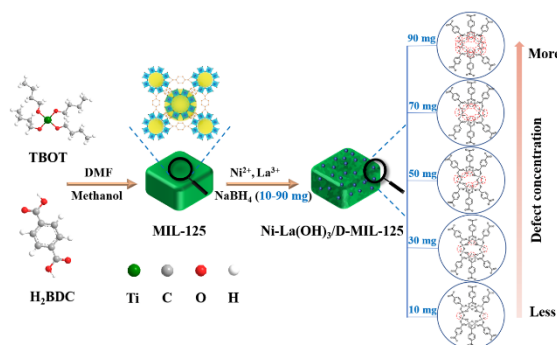 TBOT
H₂BDC
DMF
Methanol
MIL-125
Ni²⁺, La³⁺
NaBH₄ (10-90 mg)
Ni-La(OH)₃/D-MIL-125
Ti
C
O
H
90 mg
70 mg
50 mg
30 mg
10 mg
More
Defect concentration
Less